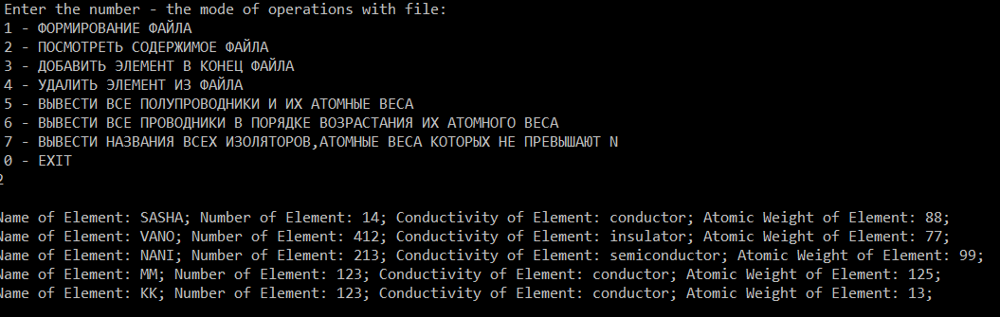 Enter the number - the mode of operations with file:
1 - ФОРМИРОВАНИЕ ФАЙЛА
2 - ПОСМОТРЕТЬ СОДЕРЖИМОЕ ФАЙЛА
3 - ДОБАВИТЬ ЭЛЕМЕНТ В КОНЕЦ ФАЙЛА
4 - УДАЛИТЬ ЭЛЕМЕНТ ИЗ ФАЙЛА
5 - ВЫВЕСТИ ВСЕ ПОЛУПРОВОДНИКИ И ИХ АТОМНЫЕ ВЕСА
6 - ВЫВЕСТИ ВСЕ ПРОВОДНИКИ В ПОРЯДКЕ ВОЗРАСТАНИЯ ИХ АТОМНОГО ВЕСА
7 - ВЫВЕСТИ НАЗВАНИЯ ВСЕХ ИЗОЛЯТОРОВ,АТОМНЫЕ ВЕСА КОТОРЫХ НЕ ПРЕВЫШАЮТ N
0 - EXIT
2
Name of Element: SASHA; Number of Element: 14; Conductivity of Element: conductor; Atomic Weight of Element: 88;
Name of Element: VANO; Number of Element: 412; Conductivity of Element: insulator; Atomic Weight of Element: 77;
Name of Element: NANI; Number of Element: 213; Conductivity of Element: semiconductor; Atomic Weight of Element: 99;
Name of Element: MM; Number of Element: 123; Conductivity of Element: conductor; Atomic Weight of Element: 125;
Name of Element: KK; Number of Element: 123; Conductivity of Element: conductor; Atomic Weight of Element: 13;